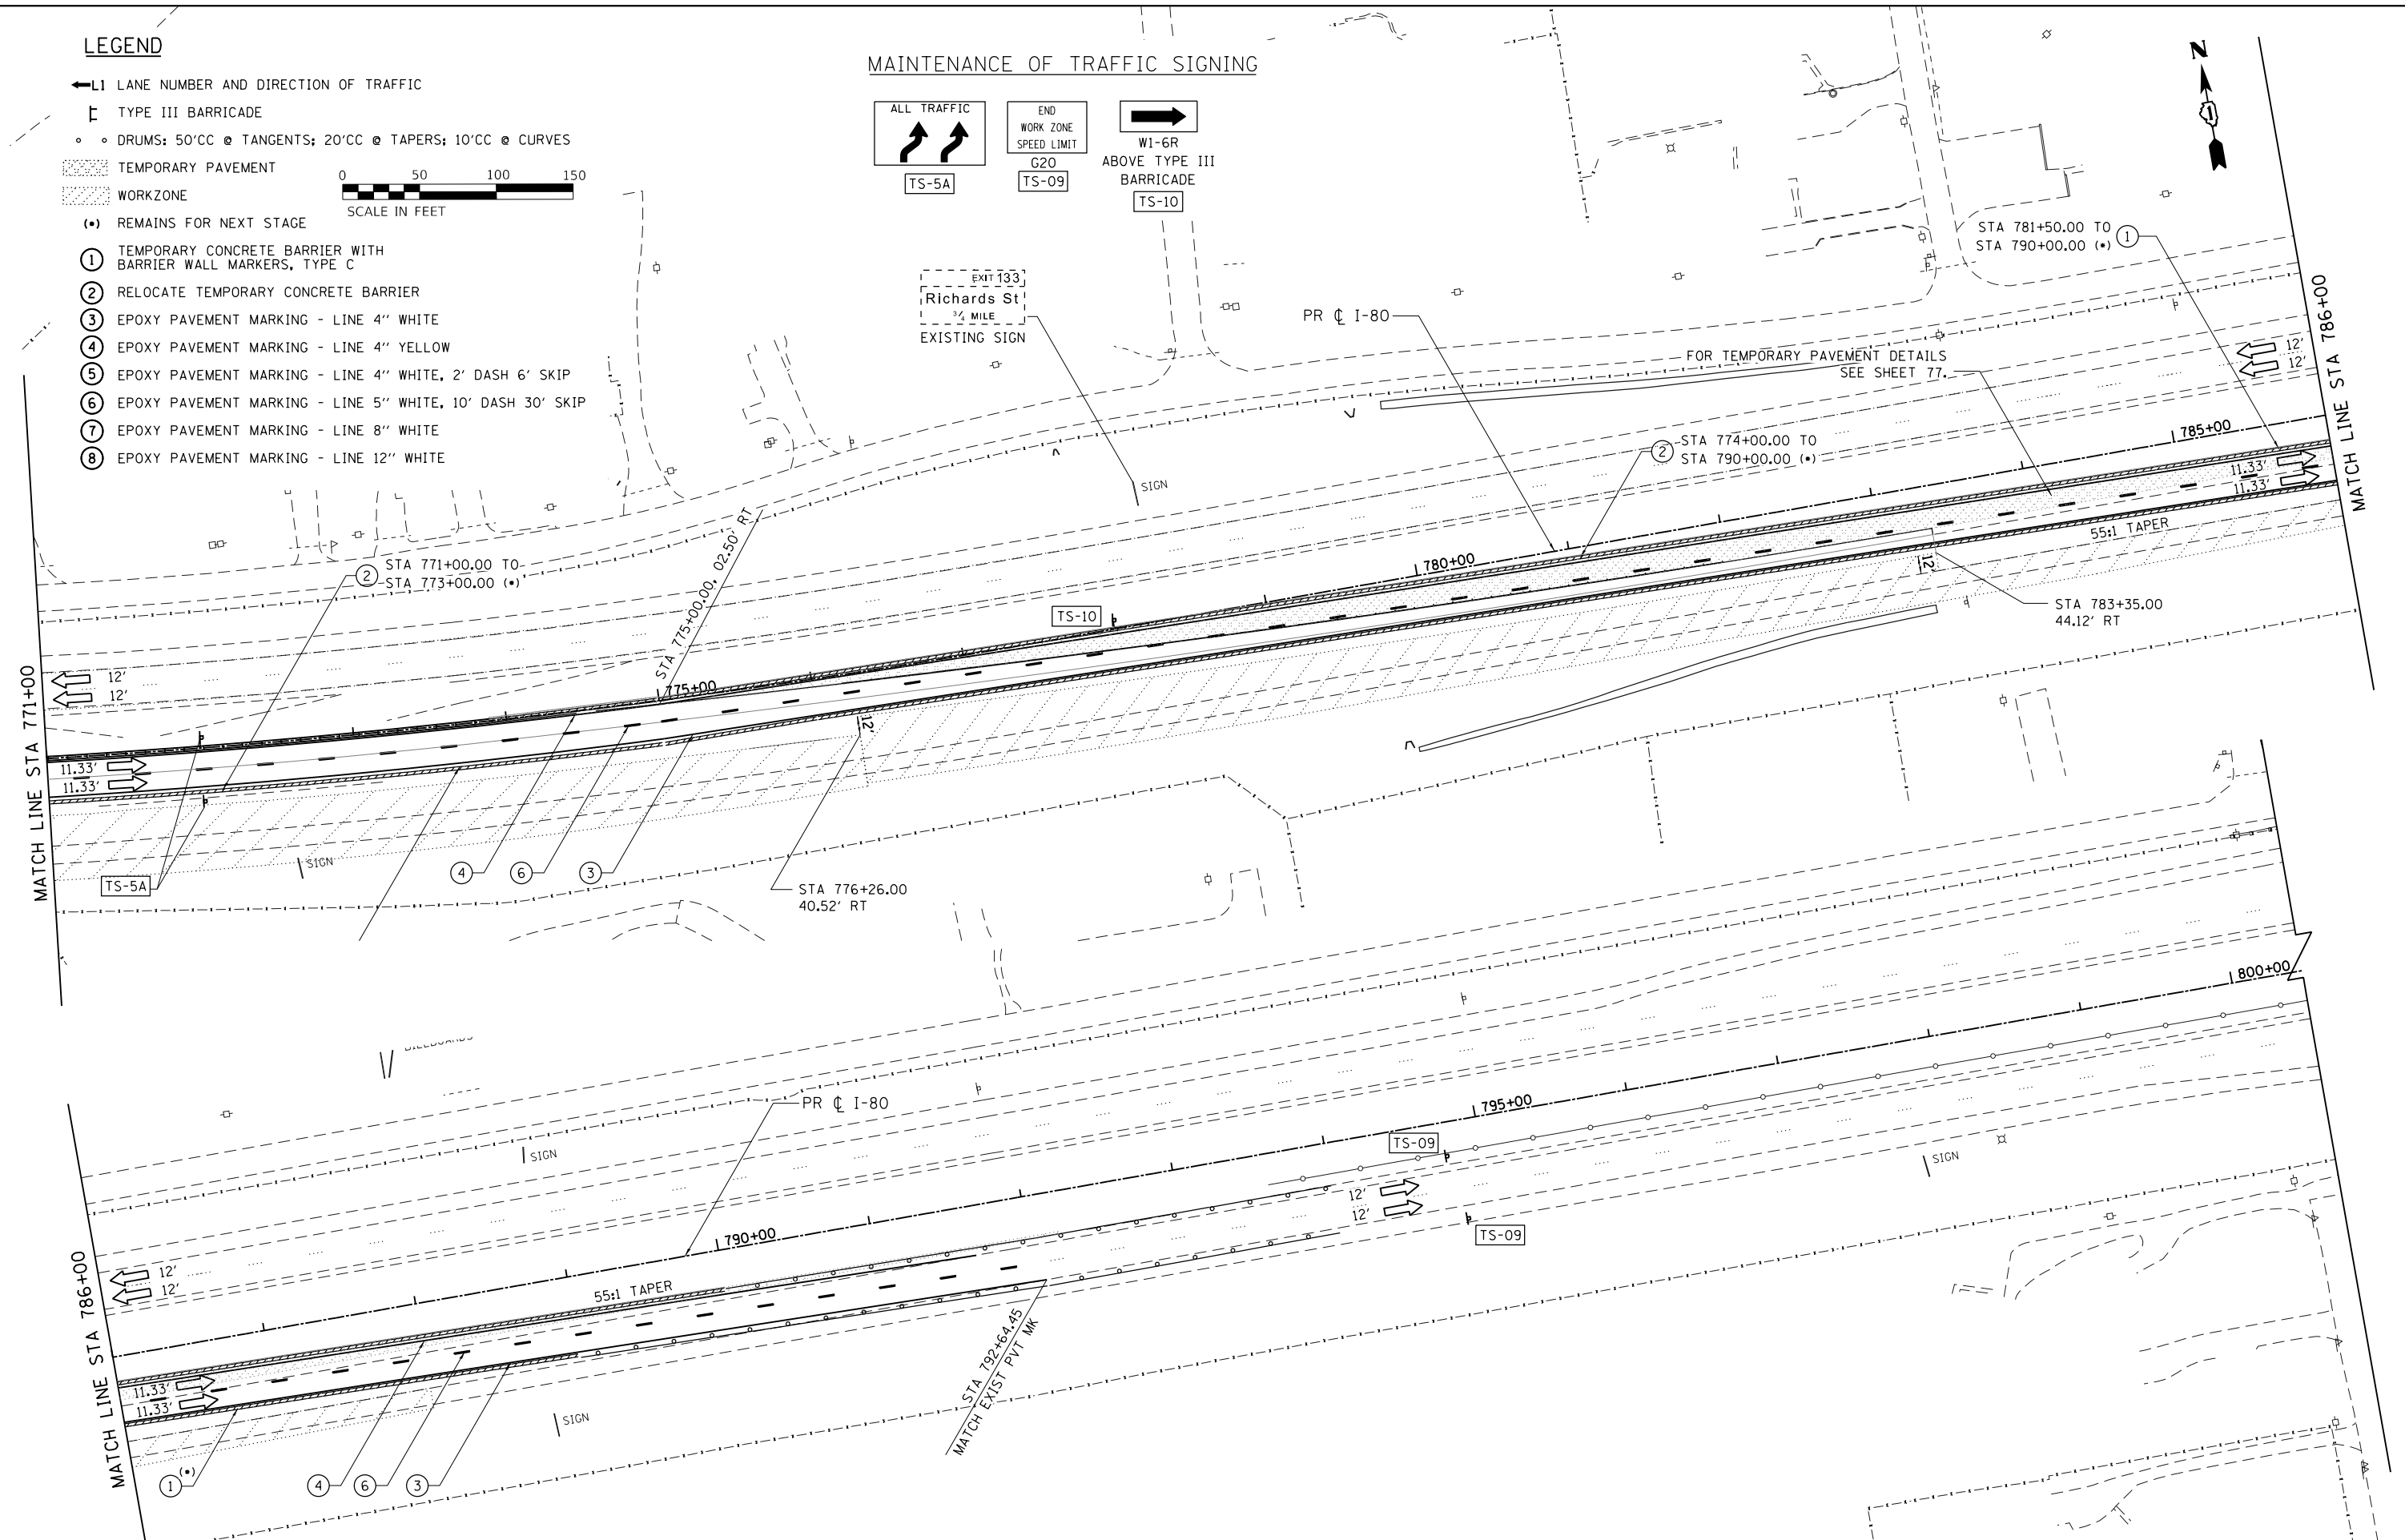 LEGEND
L1 LANE NUMBER AND DIRECTION OF TRAFFIC
TYPE III BARRICADE
DRUMS: 50'CC @ TANGENTS; 20'CC @ TAPERS; 10'CC @ CURVES
TEMPORARY PAVEMENT
WORKZONE
0 50 100 150
SCALE IN FEET
(•) REMAINS FOR NEXT STAGE
1 TEMPORARY CONCRETE BARRIER WITH
BARRIER WALL MARKERS, TYPE C
2 RELOCATE TEMPORARY CONCRETE BARRIER
3 EPOXY PAVEMENT MARKING - LINE 4" WHITE
4 EPOXY PAVEMENT MARKING - LINE 4" YELLOW
5 EPOXY PAVEMENT MARKING - LINE 4" WHITE, 2' DASH 6' SKIP
6 EPOXY PAVEMENT MARKING - LINE 5" WHITE, 10' DASH 30' SKIP
7 EPOXY PAVEMENT MARKING - LINE 8" WHITE
8 EPOXY PAVEMENT MARKING - LINE 12" WHITE
MAINTENANCE OF TRAFFIC SIGNING
ALL TRAFFIC
TS-5A
END
WORK ZONE
SPEED LIMIT
G20
TS-09
W1-6R
ABOVE TYPE III
BARRICADE
TS-10
N
1
EXIT 133
Richards St
3/4 MILE
EXISTING SIGN
SIGN
PR ℄ I-80
STA 781+50.00 TO
STA 790+00.00 (•)
1
FOR TEMPORARY PAVEMENT DETAILS
SEE SHEET 77.
2
STA 774+00.00 TO
STA 790+00.00 (•)
785+00
12'
12'
MATCH LINE STA 786+00
11.33'
11.33'
55:1 TAPER
12'
STA 783+35.00
44.12' RT
780+00
TS-10
STA 775+00.00, 02.50' RT
775+00
2
STA 771+00.00 TO
STA 773+00.00 (•)
MATCH LINE STA 771+00
12'
12'
11.33'
11.33'
12'
TS-5A
SIGN
4
6
3
STA 776+26.00
40.52' RT
BILLBOARDS
SIGN
PR ℄ I-80
800+00
795+00
790+00
TS-09
12'
12'
TS-09
SIGN
MATCH LINE STA 786+00
12'
12'
55:1 TAPER
11.33'
11.33'
SIGN
1 (•)
4
6
3
STA 792+64.45
MATCH EXIST PVT MK